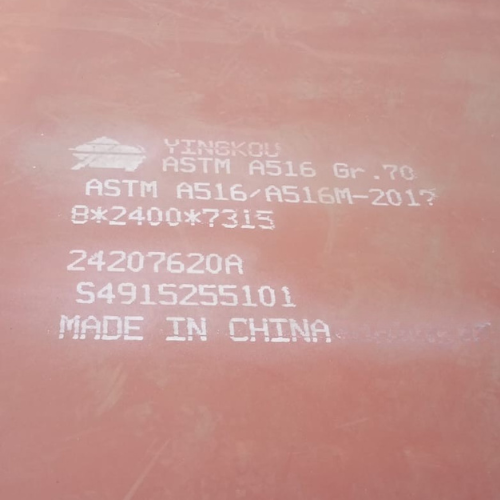 YINGKOU
ASTM A516 Gr.70
ASTM A516/A516M-2017
8*2400*7315
24207620A
S4915255101
MADE IN CHINA